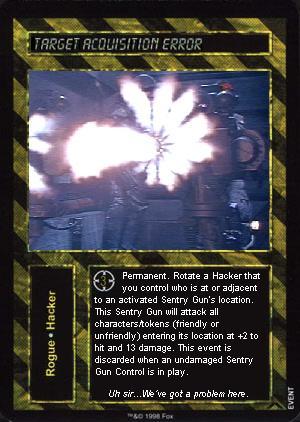 TARGET ACQUISITION ERROR
Rogue • Hacker
Permanent. Rotate a Hacker that
you control who is at or adjacent
to an activated Sentry Gun's location.
This Sentry Gun will attack all
characters/tokens (friendly or
unfriendly) entering its location at +2 to
hit and 13 damage. This event is
discarded when an undamaged Sentry
Gun Control is in play.
Uh sir...We've got a problem here.
EVENT
™&© 1998 Fox